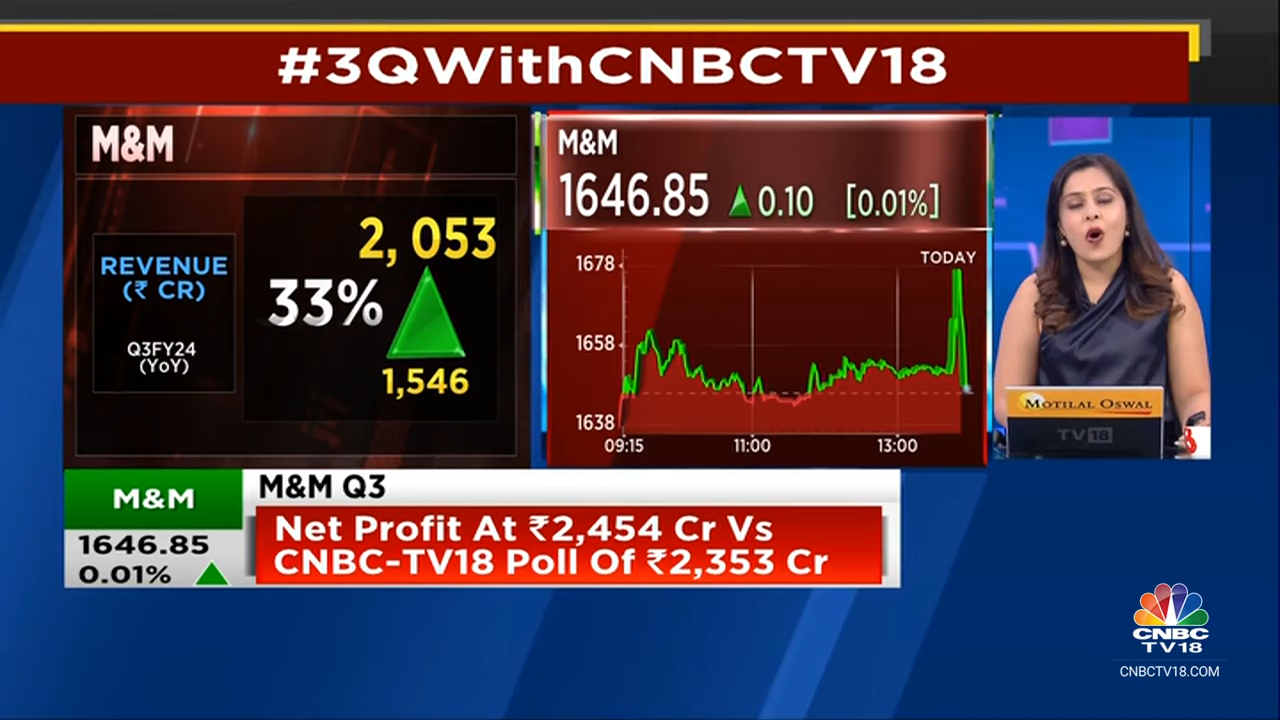 #3QWithCNBCTV18
M&M
REVENUE
(₹ CR)
Q3FY24
(YoY)
2, 053
33%
1,546
M&M
1646.85 0.10 [0.01%]
TODAY
1678
1658
1638
09:15 11:00 13:00
MOTILAL OSWAL
TV18
M&M
1646.85
0.01%
M&M Q3
Net Profit At ₹2,454 Cr Vs
CNBC-TV18 Poll Of ₹2,353 Cr
CNBC
TV18
CNBCTV18.COM